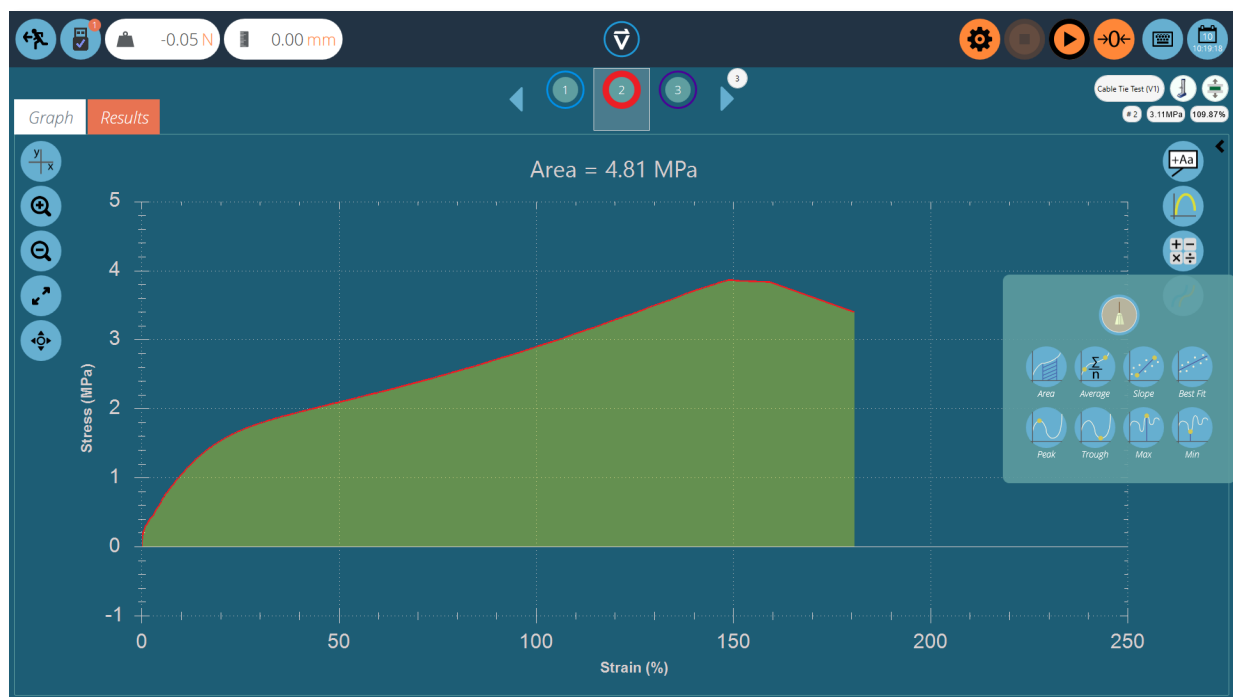 1
-0.05 N
0.00 mm
→0←
10
10:19:18
1
2
3
3
Cable Tie Test (V1)
# 2
3.11MPa
109.87%
Graph
Results
y
x
+Aa
Area = 4.81 MPa
5
4
3
2
1
0
-1
Stress (MPa)
0
50
100
150
200
250
Strain (%)
+ −
× ÷
Σ
n
Area
Average
Slope
Best Fit
Peak
Trough
Max
Min